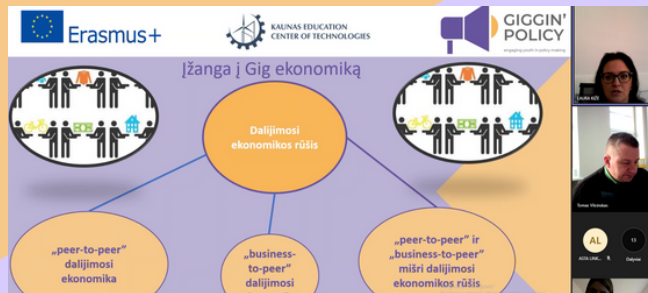 Erasmus+
KAUNAS EDUCATION
CENTER OF TECHNOLOGIES
GIGGIN'
POLICY
engaging youth in policy making
Įžanga į Gig ekonomiką
Dalijimosi
ekonomikos rūšis
„peer-to-peer”
dalijimosi
ekonomika
„business-
to-peer”
dalijimosi
„peer-to-peer” ir
„business-to-peer”
mišri dalijimosi
ekonomikos rūšis
LAURA
Tomas
AL
13
ASTA
Dalyviai